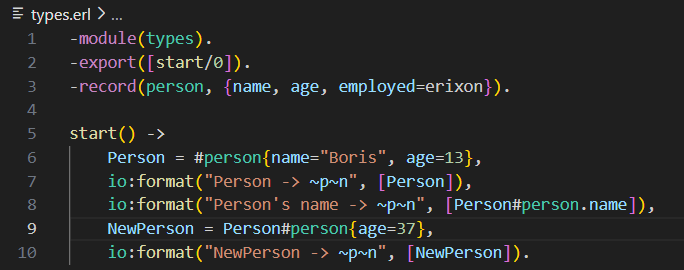 types.erl > ...
1 -module(types).
2 -export([start/0]).
3 -record(person, {name, age, employed=erixon}).
4
5 start() ->
6     Person = #person{name="Boris", age=13},
7     io:format("Person -> ~p~n", [Person]),
8     io:format("Person's name -> ~p~n", [Person#person.name]),
9     NewPerson = Person#person{age=37},
10     io:format("NewPerson -> ~p~n", [NewPerson]).